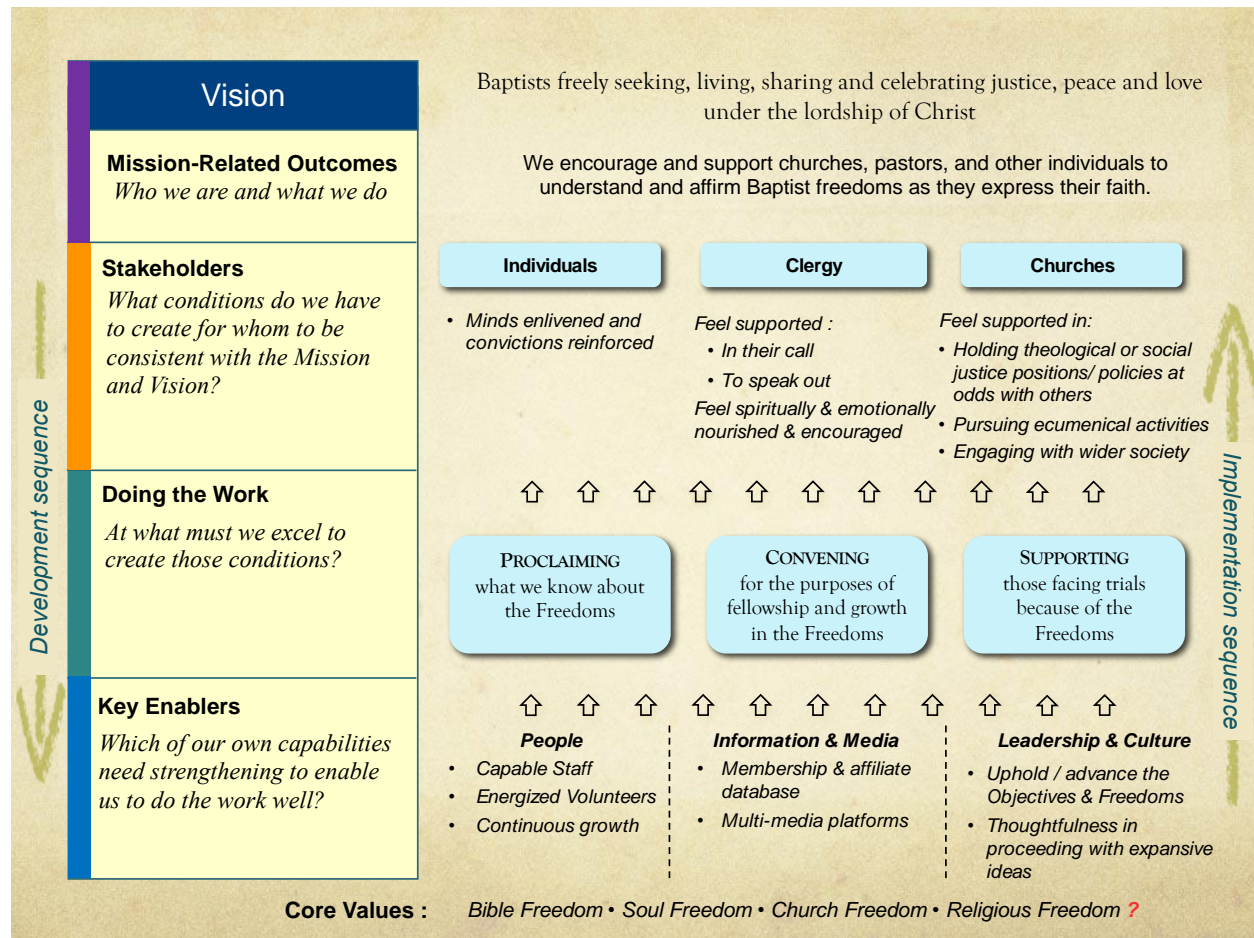 Vision
Baptists freely seeking, living, sharing and celebrating justice, peace and love
under the lordship of Christ
Mission-Related Outcomes
Who we are and what we do
We encourage and support churches, pastors, and other individuals to
understand and affirm Baptist freedoms as they express their faith.
Stakeholders
What conditions do we have
to create for whom to be
consistent with the Mission
and Vision?
Individuals
• Minds enlivened and
convictions reinforced
Clergy
Feel supported :
• In their call
• To speak out
Feel spiritually & emotionally
nourished & encouraged
Churches
Feel supported in:
• Holding theological or social
justice positions/ policies at
odds with others
• Pursuing ecumenical activities
• Engaging with wider society
Development sequence
Implementation sequence
Doing the Work
At what must we excel to
create those conditions?
PROCLAIMING
what we know about
the Freedoms
CONVENING
for the purposes of
fellowship and growth
in the Freedoms
SUPPORTING
those facing trials
because of the
Freedoms
Key Enablers
Which of our own capabilities
need strengthening to enable
us to do the work well?
People
• Capable Staff
• Energized Volunteers
• Continuous growth
Information & Media
• Membership & affiliate
database
• Multi-media platforms
Leadership & Culture
• Uphold / advance the
Objectives & Freedoms
• Thoughtfulness in
proceeding with expansive
ideas
Core Values : Bible Freedom • Soul Freedom • Church Freedom • Religious Freedom ?